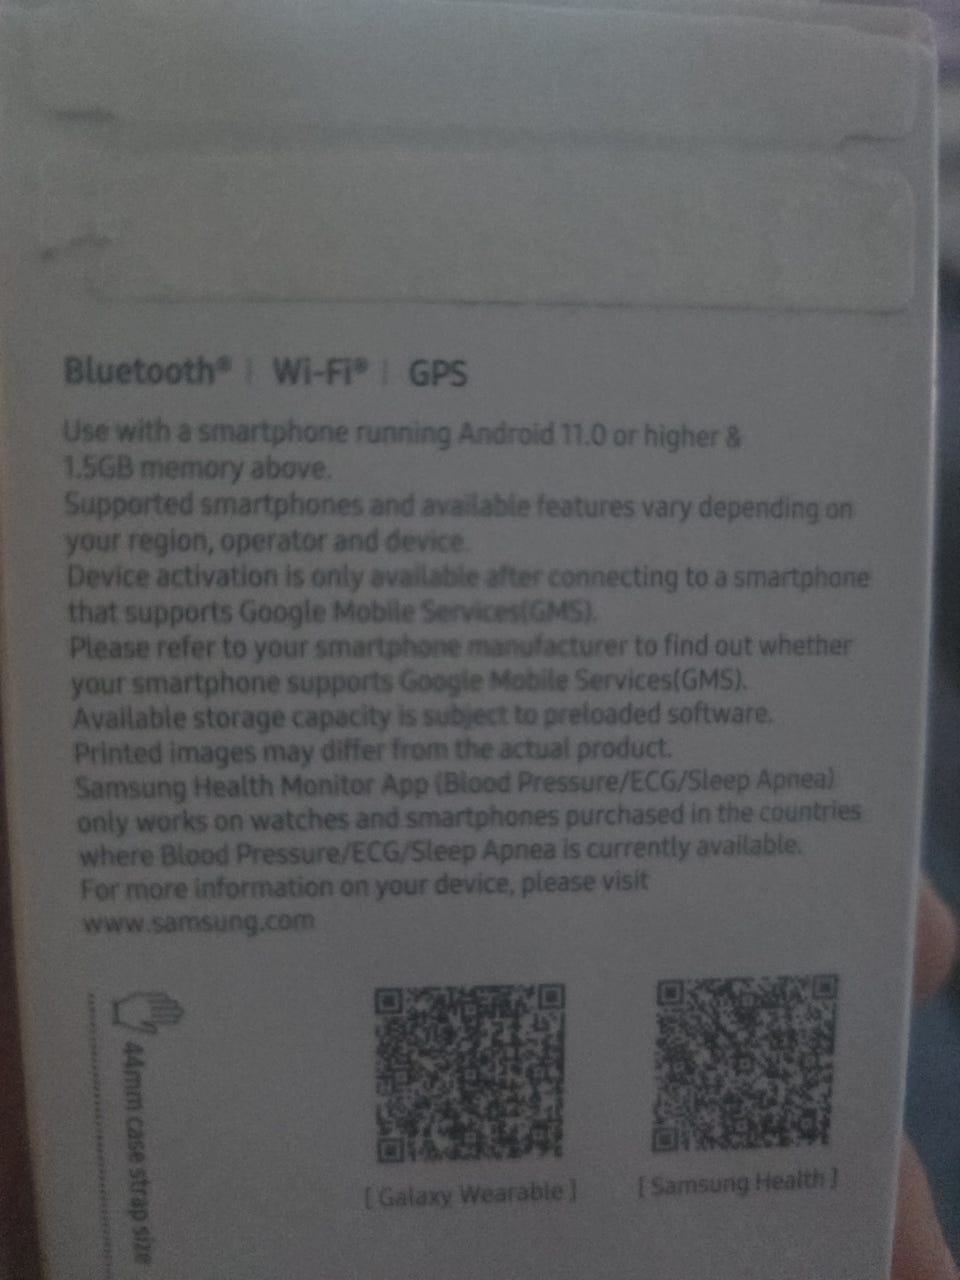 Bluetooth® | Wi-Fi® | GPS
Use with a smartphone running Android 11.0 or higher &
1.5GB memory above.
Supported smartphones and available features vary depending on
your region, operator and device.
Device activation is only available after connecting to a smartphone
that supports Google Mobile Services(GMS).
Please refer to your smartphone manufacturer to find out whether
your smartphone supports Google Mobile Services(GMS).
Available storage capacity is subject to preloaded software.
Printed images may differ from the actual product.
Samsung Health Monitor App (Blood Pressure/ECG/Sleep Apnea)
only works on watches and smartphones purchased in the countries
where Blood Pressure/ECG/Sleep Apnea is currently available.
For more information on your device, please visit
www.samsung.com
44mm case strap size
[ Galaxy Wearable ]
[ Samsung Health ]